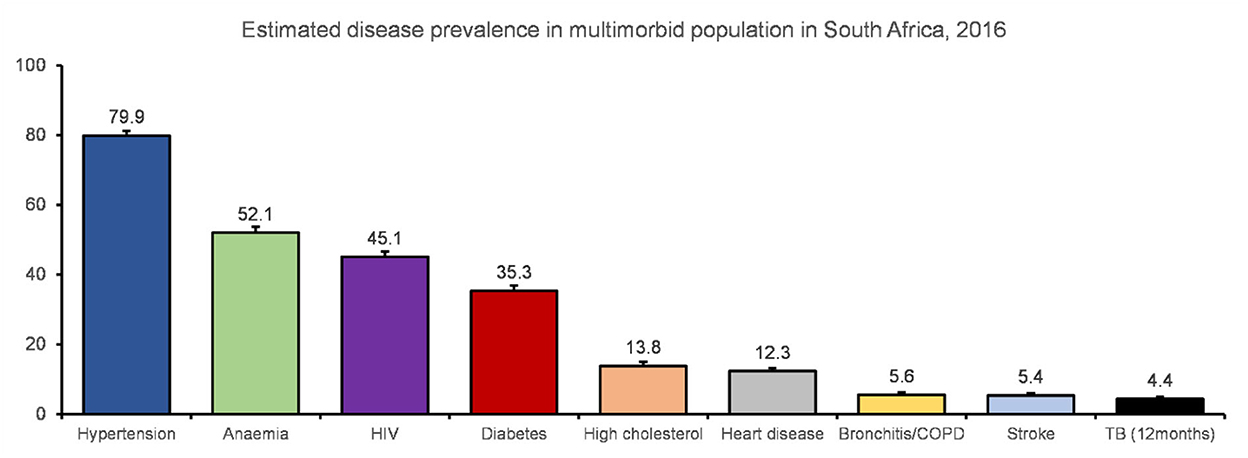 Estimated disease prevalence in multimorbid population in South Africa, 2016
100
80
60
40
20
0
79.9
52.1
45.1
35.3
13.8
12.3
5.6
5.4
4.4
Hypertension
Anaemia
HIV
Diabetes
High cholesterol
Heart disease
Bronchitis/COPD
Stroke
TB (12months)